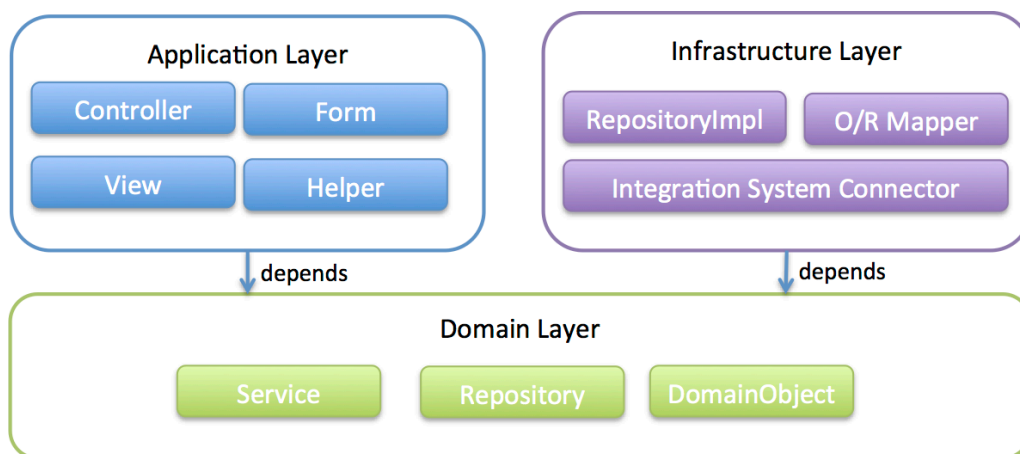 Application Layer
Controller
Form
View
Helper
Infrastructure Layer
RepositoryImpl
O/R Mapper
Integration System Connector
depends
depends
Domain Layer
Service
Repository
DomainObject